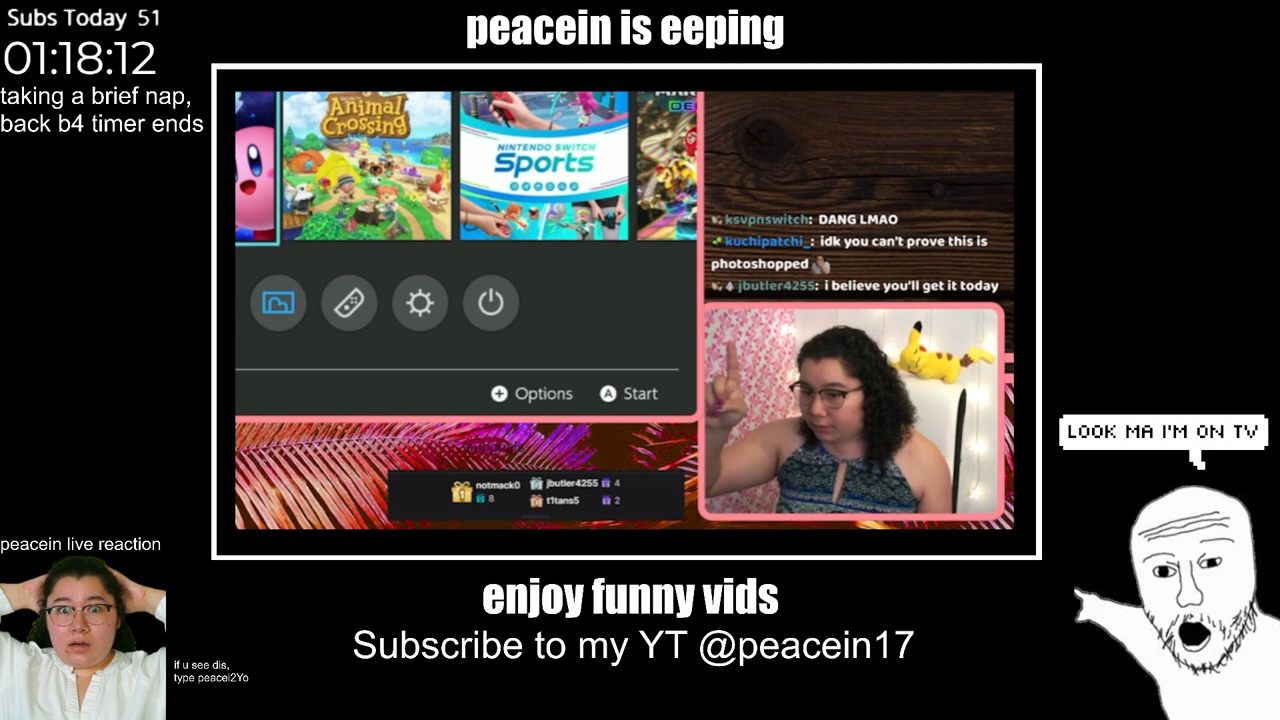 Subs Today 51
01:18:12
taking a brief nap,
back b4 timer ends
peacein is eeping
Animal
Crossing
NINTENDO SWITCH
Sports
ksvpnswitch: DANG LMAO
kuchipatchi_: idk you can't prove this is
photoshopped
jbutler4255: i believe you'll get it today
+ Options A Start
notmack0 8
jbutler4255 4
t1tans5 2
LOOK MA I'M ON TV
peacein live reaction
if u see dis,
type peacei2Yo
enjoy funny vids
Subscribe to my YT @peacein17